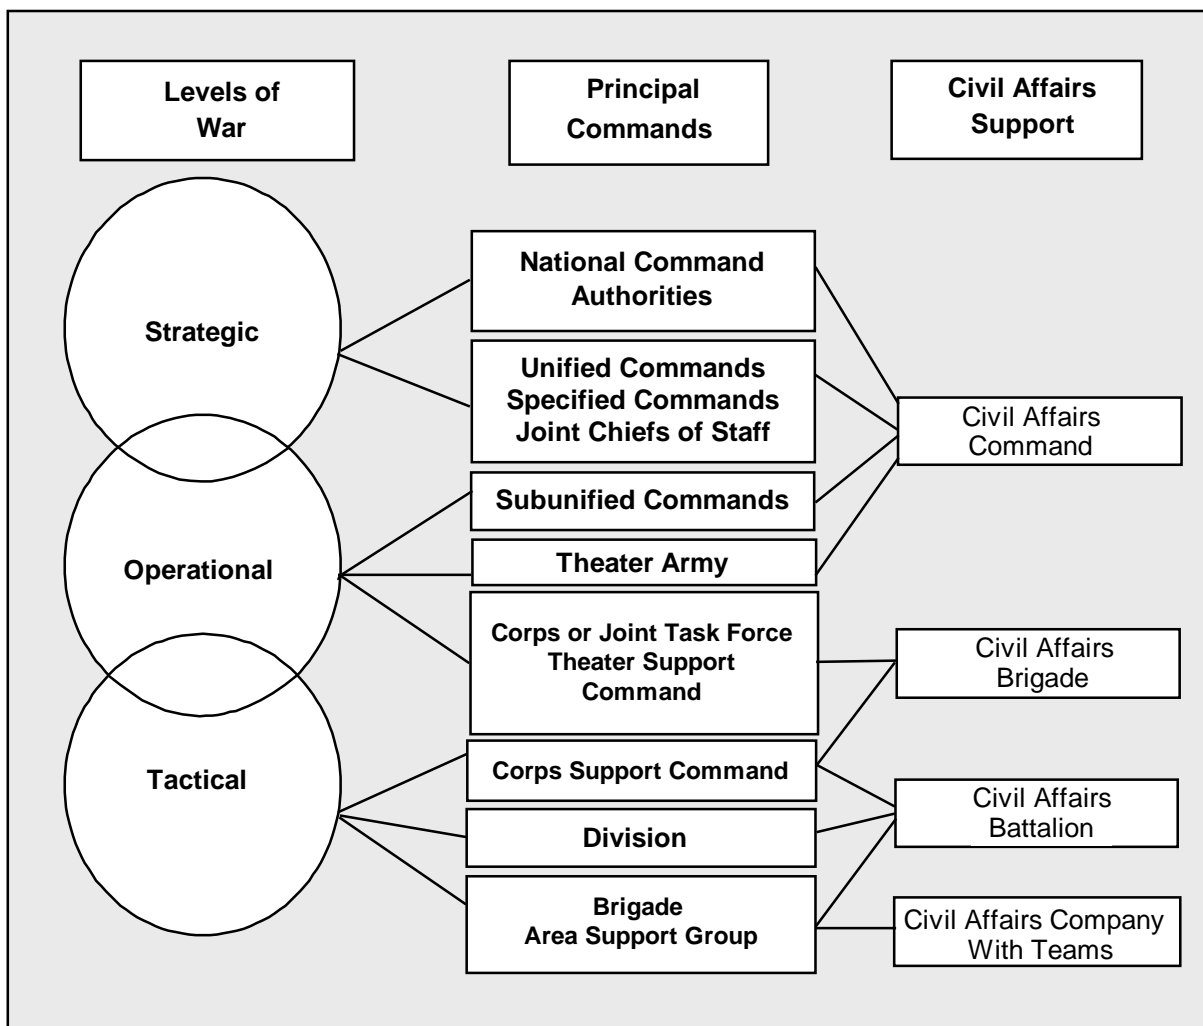 Levels of
War
Principal
Commands
Civil Affairs
Support
Strategic
Operational
Tactical
National Command
Authorities
Unified Commands
Specified Commands
Joint Chiefs of Staff
Subunified Commands
Theater Army
Corps or Joint Task Force
Theater Support
Command
Corps Support Command
Division
Brigade
Area Support Group
Civil Affairs
Command
Civil Affairs
Brigade
Civil Affairs
Battalion
Civil Affairs Company
With Teams